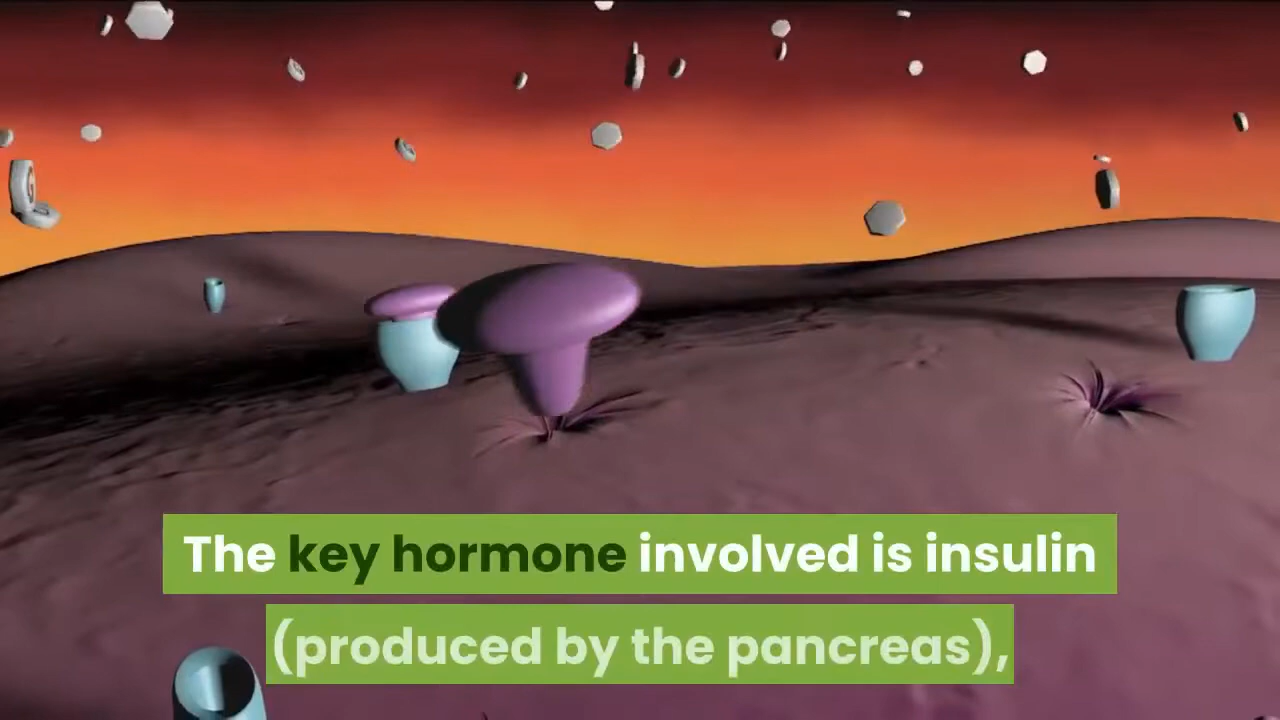 The key hormone involved is insulin
(produced by the pancreas),